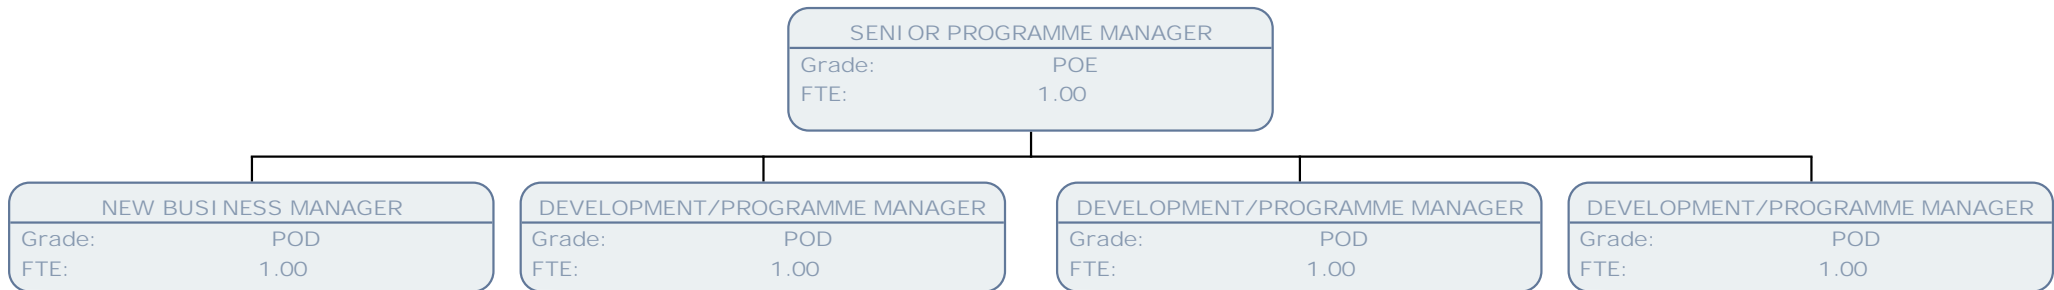 SENIOR PROGRAMME MANAGER
Grade: POE
FTE: 1.00
NEW BUSINESS MANAGER
Grade: POD
FTE: 1.00
DEVELOPMENT/PROGRAMME MANAGER
Grade: POD
FTE: 1.00
DEVELOPMENT/PROGRAMME MANAGER
Grade: POD
FTE: 1.00
DEVELOPMENT/PROGRAMME MANAGER
Grade: POD
FTE: 1.00